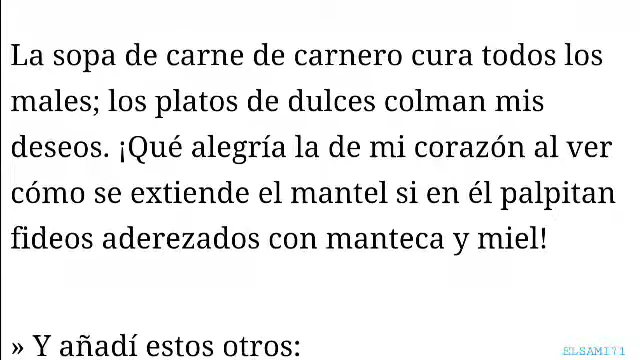 La sopa de carne de carnero cura todos los
males; los platos de dulces colman mis
deseos. ¡Qué alegría la de mi corazón al ver
cómo se extiende el mantel si en él palpitan
fideos aderezados con manteca y miel!
» Y añadí estos otros:
ELSAMI71